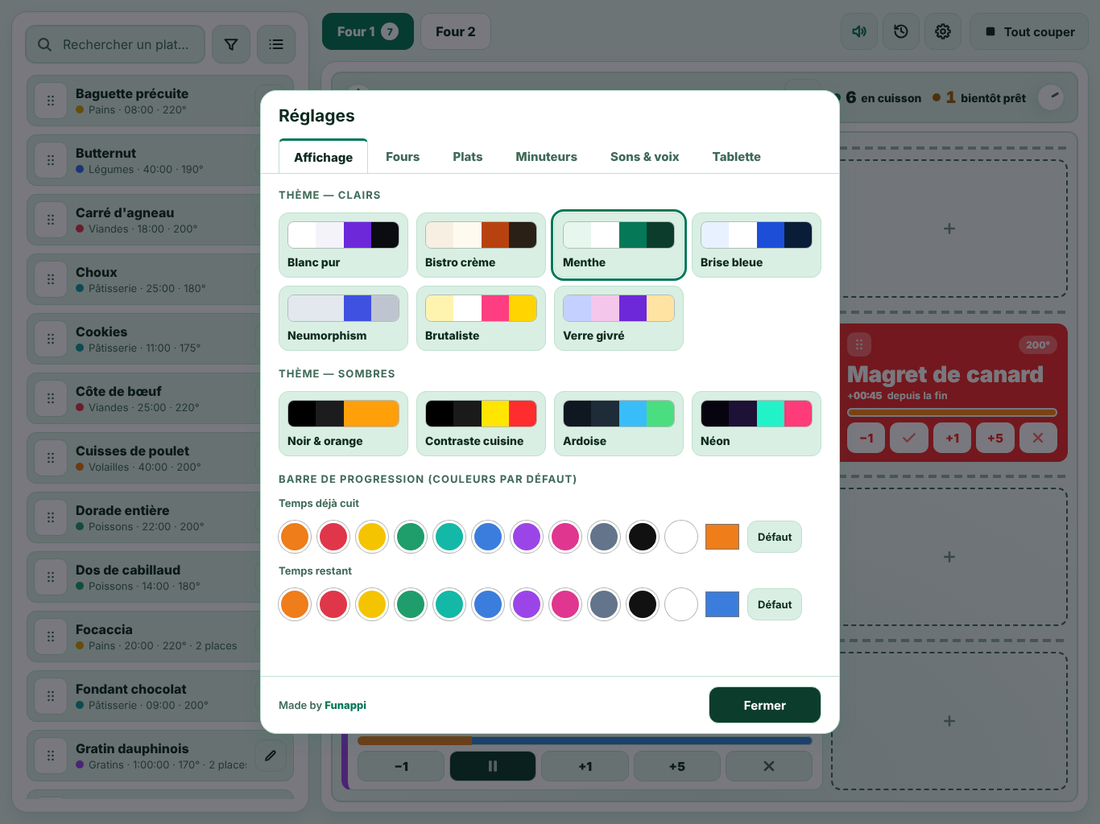 Rechercher un plat...
Four 1 7
Four 2
Tout couper
Baguette précuite
Pains · 08:00 · 220°
Butternut
Légumes · 40:00 · 190°
Carré d'agneau
Viandes · 18:00 · 200°
Choux
Pâtisserie · 25:00 · 180°
Cookies
Pâtisserie · 11:00 · 175°
Côte de bœuf
Viandes · 25:00 · 220°
Cuisses de poulet
Volailles · 40:00 · 200°
Dorade entière
Poissons · 22:00 · 200°
Dos de cabillaud
Poissons · 14:00 · 180°
Focaccia
Pains · 20:00 · 220° · 2 places
Fondant chocolat
Pâtisserie · 09:00 · 200°
Gratin dauphinois
Gratins · 1:00:00 · 170° · 2 place
6 en cuisson
1 bientôt prêt
Réglages
Affichage
Fours
Plats
Minuteurs
Sons & voix
Tablette
THÈME — CLAIRS
Blanc pur
Bistro crème
Menthe
Brise bleue
Neumorphism
Brutaliste
Verre givré
THÈME — SOMBRES
Noir & orange
Contraste cuisine
Ardoise
Néon
BARRE DE PROGRESSION (COULEURS PAR DÉFAUT)
Temps déjà cuit
Défaut
Temps restant
Défaut
Made by Funappi
Fermer
+
200°
Magret de canard
+00:45 depuis la fin
−1
+1
+5
+
+
−1
+1
+5